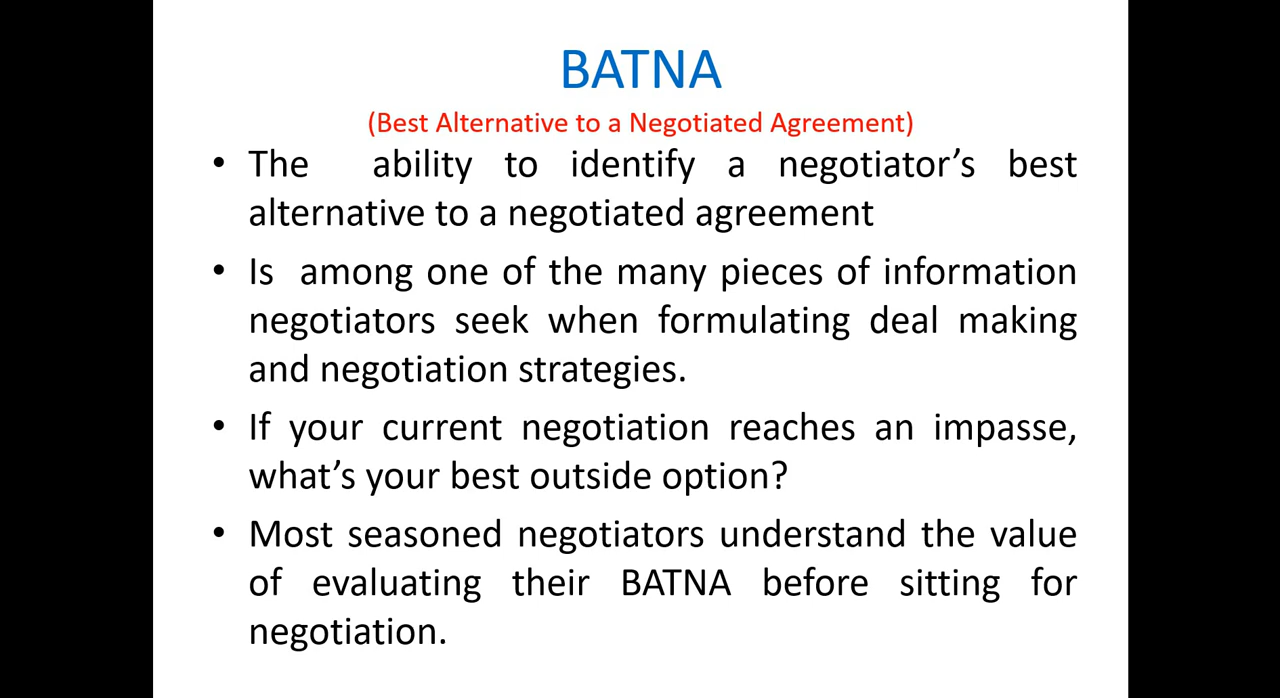 BATNA
(Best Alternative to a Negotiated Agreement)
• The ability to identify a negotiator’s best
alternative to a negotiated agreement
• Is among one of the many pieces of information
negotiators seek when formulating deal making
and negotiation strategies.
• If your current negotiation reaches an impasse,
what’s your best outside option?
• Most seasoned negotiators understand the value
of evaluating their BATNA before sitting for
negotiation.